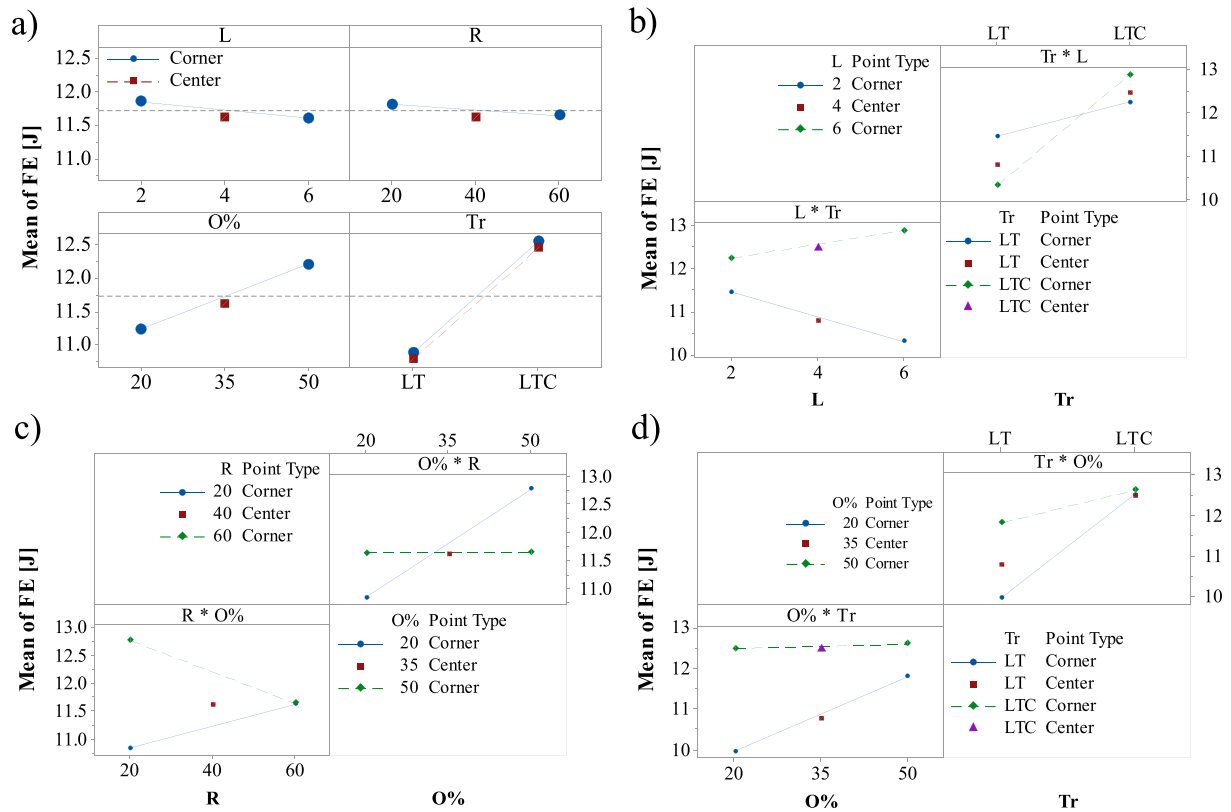 a)
L
R
Corner
Center
12.5
12.0
11.5
11.0
2
4
6
20
40
60
O%
Tr
12.5
12.0
11.5
11.0
20
35
50
LT
LTC
Mean of FE [J]
b)
LT
LTC
L Point Type
2 Corner
4 Center
6 Corner
Tr * L
13
12
11
10
L * Tr
13
12
11
10
2
4
6
Tr Point Type
LT Corner
LT Center
LTC Corner
LTC Center
Mean of FE [J]
L
Tr
c)
20
35
50
R Point Type
20 Corner
40 Center
60 Corner
O% * R
13.0
12.5
12.0
11.5
11.0
R * O%
13.0
12.5
12.0
11.5
11.0
20
40
60
O% Point Type
20 Corner
35 Center
50 Corner
Mean of FE [J]
R
O%
d)
LT
LTC
O% Point Type
20 Corner
35 Center
50 Corner
Tr * O%
13
12
11
10
O% * Tr
13
12
11
10
20
35
50
Tr Point Type
LT Corner
LT Center
LTC Corner
LTC Center
Mean of FE [J]
O%
Tr